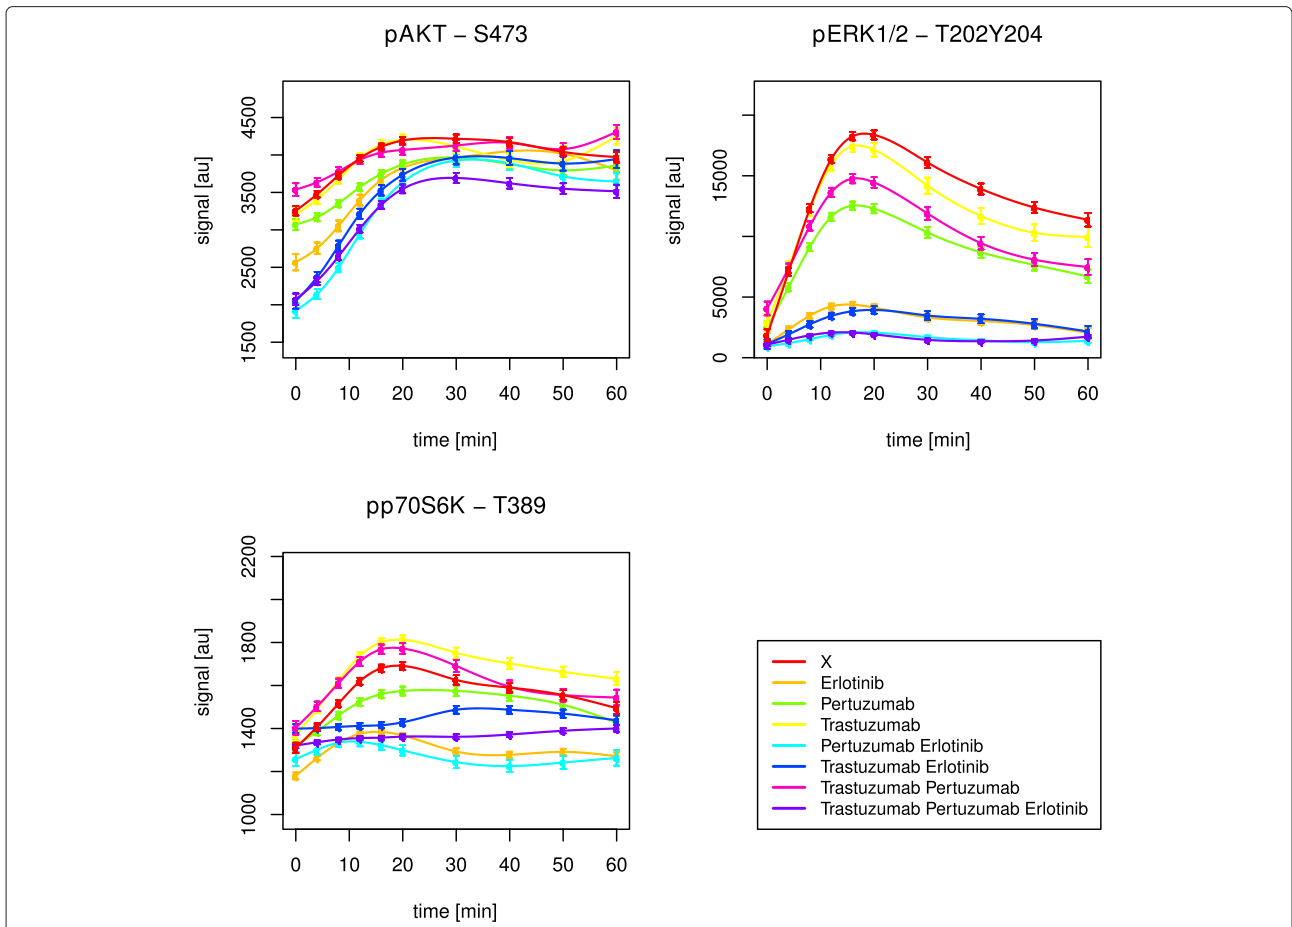 pAKT − S473
4500
3500
2500
1500
signal [au]
0 10 20 30 40 50 60
time [min]
pERK1/2 − T202Y204
15000
5000
0
signal [au]
0 10 20 30 40 50 60
time [min]
pp70S6K − T389
2200
1800
1400
1000
signal [au]
0 10 20 30 40 50 60
time [min]
X
Erlotinib
Pertuzumab
Trastuzumab
Pertuzumab Erlotinib
Trastuzumab Erlotinib
Trastuzumab Pertuzumab
Trastuzumab Pertuzumab Erlotinib